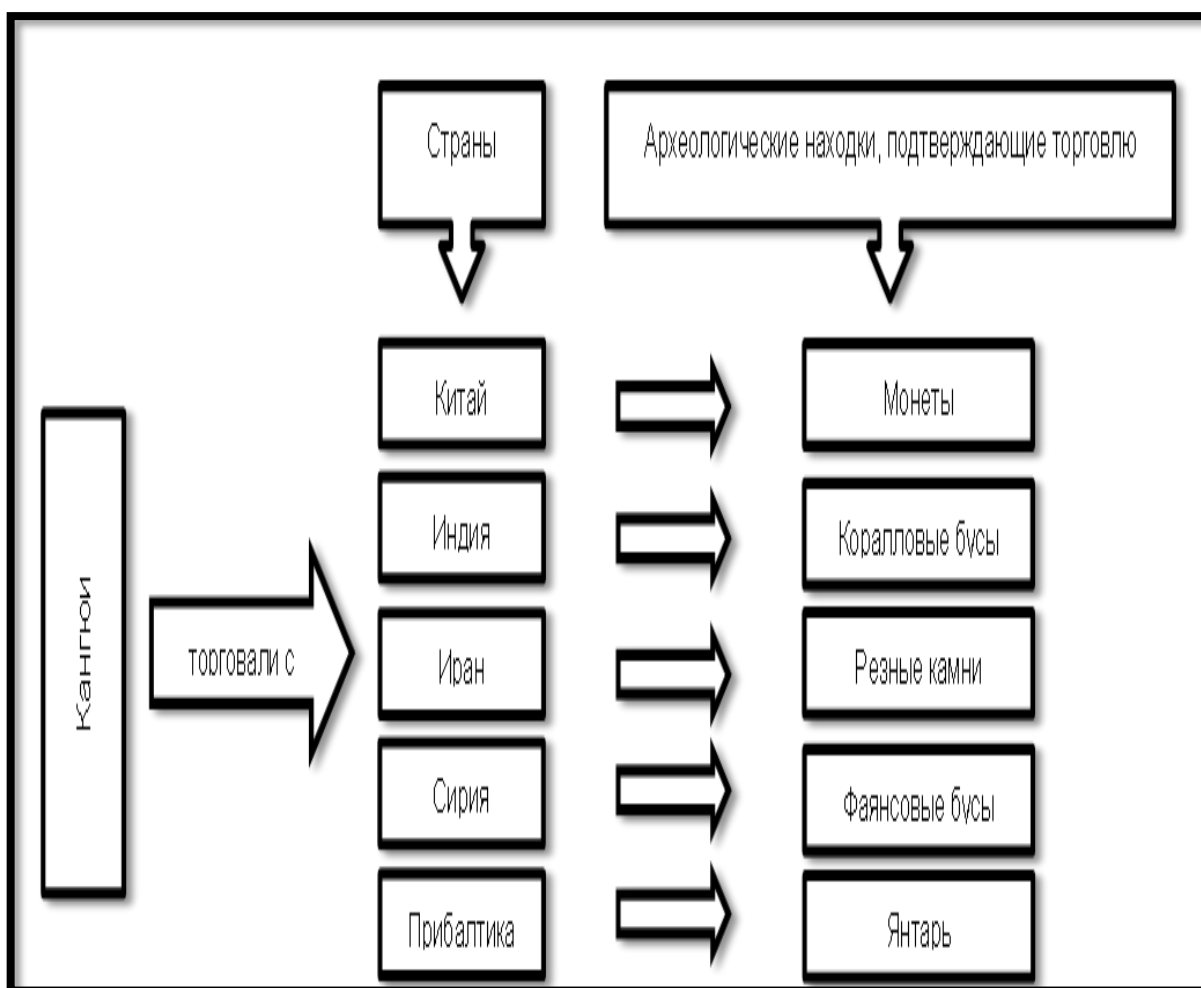 Страны
Археологические находки, подтверждающие торговлю
Кангюи
торговали с
Китай
Монеты
Индия
Коралловые бусы
Иран
Резные камни
Сирия
Фаянсовые бусы
Прибалтика
Янтарь